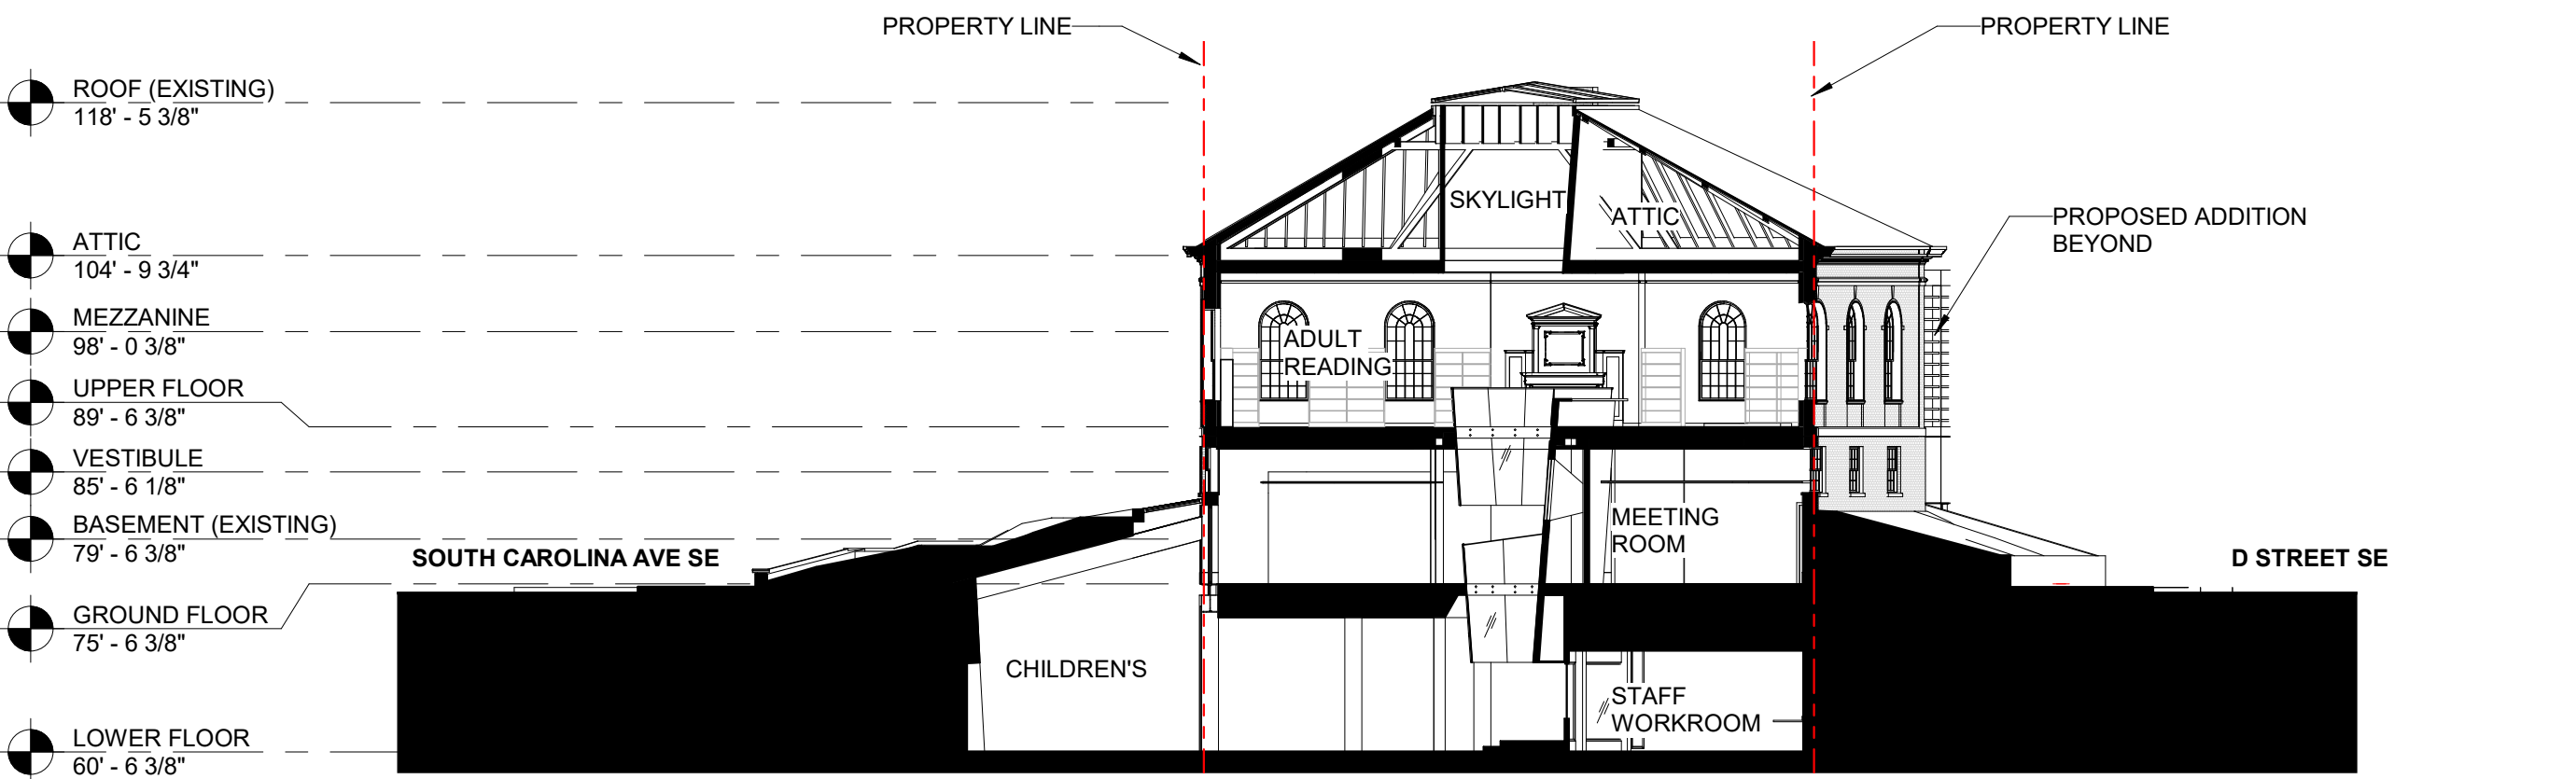 PROPERTY LINE
PROPERTY LINE
ROOF (EXISTING)
118' - 5 3/8"
ATTIC
104' - 9 3/4"
MEZZANINE
98' - 0 3/8"
UPPER FLOOR
89' - 6 3/8"
VESTIBULE
85' - 6 1/8"
BASEMENT (EXISTING)
79' - 6 3/8"
GROUND FLOOR
75' - 6 3/8"
LOWER FLOOR
60' - 6 3/8"
SKYLIGHT
ATTIC
PROPOSED ADDITION
BEYOND
ADULT
READING
MEETING
ROOM
SOUTH CAROLINA AVE SE
D STREET SE
CHILDREN'S
STAFF
WORKROOM